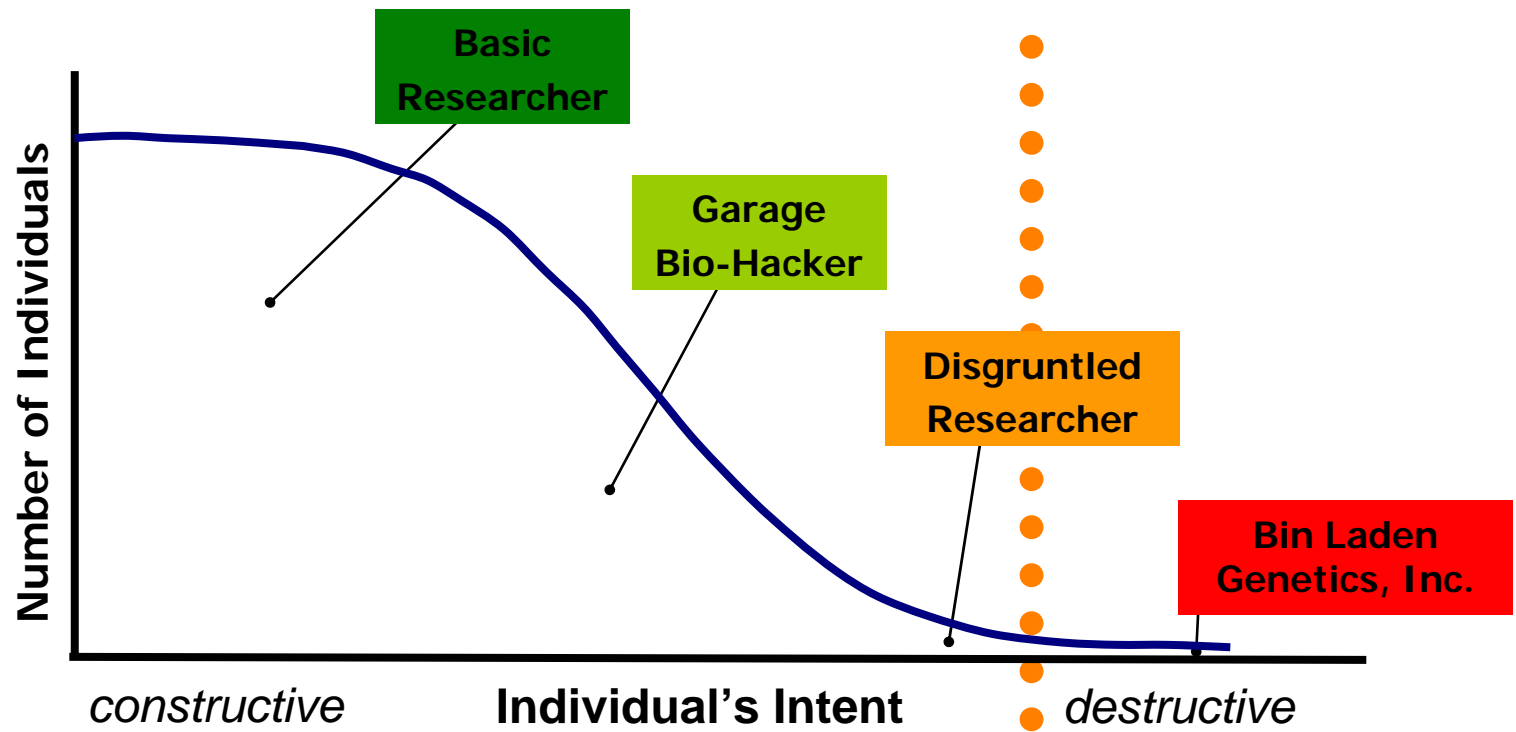 Basic
Researcher
Garage
Bio-Hacker
Disgruntled
Researcher
Bin Laden
Genetics, Inc.
Number of Individuals
constructive
Individual's Intent
destructive